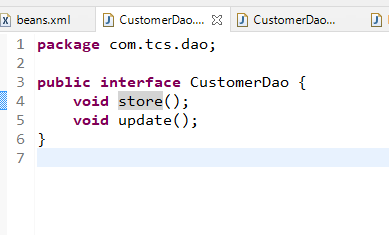 beans.xml CustomerDao.... CustomerDao... J
1 package com.tcs.dao;
2
3 public interface CustomerDao {
4 void store();
5 void update();
6 }
7